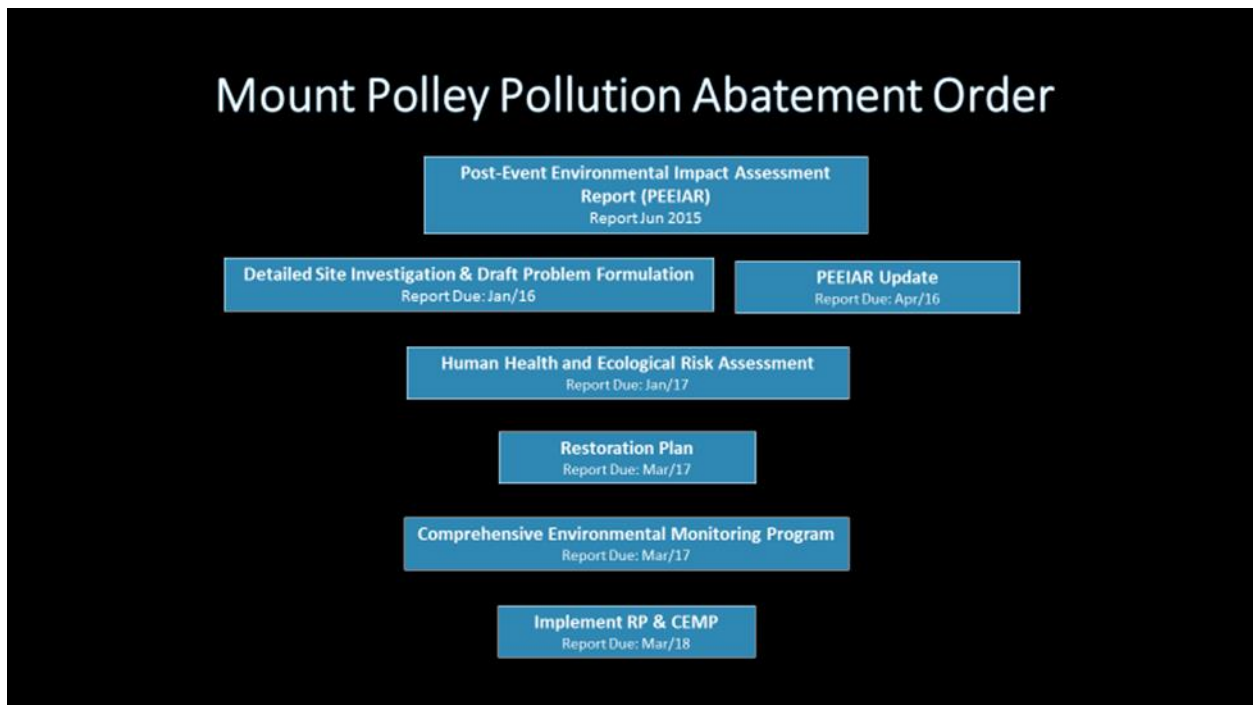 Mount Polley Pollution Abatement Order
Post-Event Environmental Impact Assessment
Report (PEEIAR)
Report Jun 2015
Detailed Site Investigation & Draft Problem Formulation
Report Due: Jan/16
PEEIAR Update
Report Due: Apr/16
Human Health and Ecological Risk Assessment
Report Due: Jan/17
Restoration Plan
Report Due: Mar/17
Comprehensive Environmental Monitoring Program
Report Due: Mar/17
Implement RP & CEMP
Report Due: Mar/18